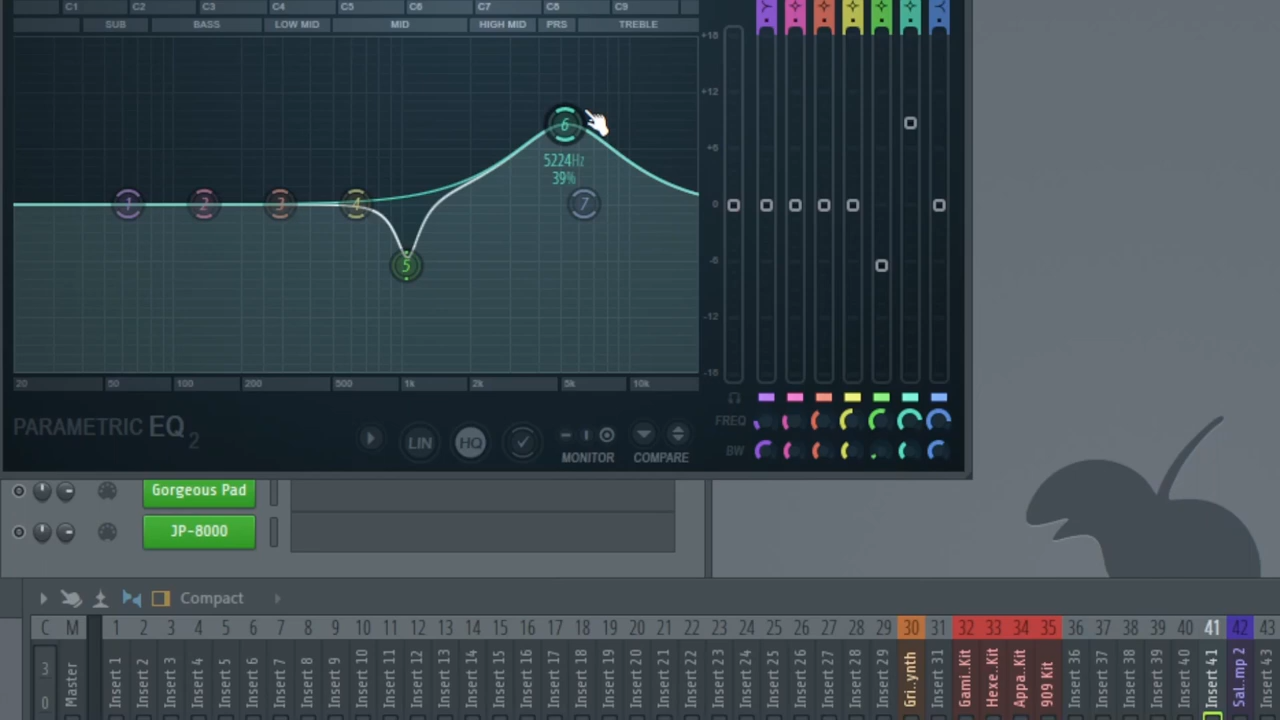 C1 C2 C3 C4 C5 C6 C7 C8 C9
SUB BASS LOW MID MID HIGH MID PRS TREBLE
+18
+12
+6
0
-6
-12
-18
6
5224Hz
39%
1 2 3 4 7
5
20 50 100 200 500 1k 2k 5k 10k
PARAMETRIC EQ 2
LIN HQ
MONITOR COMPARE
FREQ
BW
Gorgeous Pad
JP-8000
Compact
C M 1 2 3 4 5 6 7 8 9 10 11 12 13 14 15 16 17 18 19 20 21 22 23 24 25 26 27 28 29 30 31 32 33 34 35 36 37 38 39 40 41 42 43
3
0
Master
Insert 1
Insert 2
Insert 3
Insert 4
Insert 5
Insert 6
Insert 7
Insert 8
Insert 9
Insert 10
Insert 11
Insert 12
Insert 13
Insert 14
Insert 15
Insert 16
Insert 17
Insert 18
Insert 19
Insert 20
Insert 21
Insert 22
Insert 23
Insert 24
Insert 25
Insert 26
Insert 27
Insert 28
Insert 29
Gri..ynth
Insert 31
Gami..Kit
Hexe..Kit
Appa..Kit
909 Kit
Insert 36
Insert 37
Insert 38
Insert 39
Insert 40
Insert 41
Sal..mp 2
Insert 43